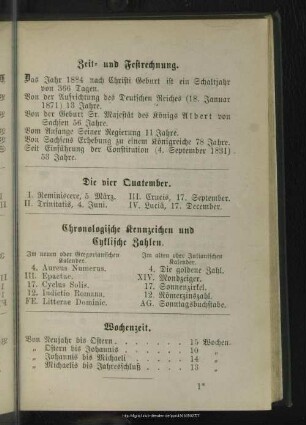 Zeit- und Festrechnung.
Das Jahr 1884 nach Christi Geburt ist ein Schaltjahr
von 366 Tagen.
Von der Aufrichtung des Deutschen Reiches (18. Januar
1871) 13 Jahre.
Von der Geburt Sr. Majestät des Königs Albert von
Sachsen 56 Jahre.
Vom Anfange Seiner Regierung 11 Jahre.
Von Sachsens Erhebung zu einem Königreiche 78 Jahre.
Seit Einführung der Constitution (4. September 1831)
53 Jahre.
Die vier Quatember.
I. Reminiscere, 5. März. III. Crucis, 17. September.
II. Trinitatis, 4. Juni. IV. Luciä, 17. December.
Chronologische Kennzeichen und
Cyklische Zahlen.
Im neuen oder Gregorianischen Im alten oder Julianischen
Kalender. Kalender.
4. Aureus Numerus. 4. Die goldene Zahl.
III. Epactae. XIV. Mondzeiger.
17. Cyclus Solis. 17. Sonnenzirkel.
12. Indictio Romana. 12. Römerzinszahl.
FE. Litterae Dominic. AG. Sonntagsbuchstabe.
Wochenzeit.
Von Neujahr bis Ostern 15 Wochen.
„ Ostern bis Johannis 10 „
„ Johannis bis Michaeli 14 „
„ Michaelis bis Jahresschluß 13 „
1*